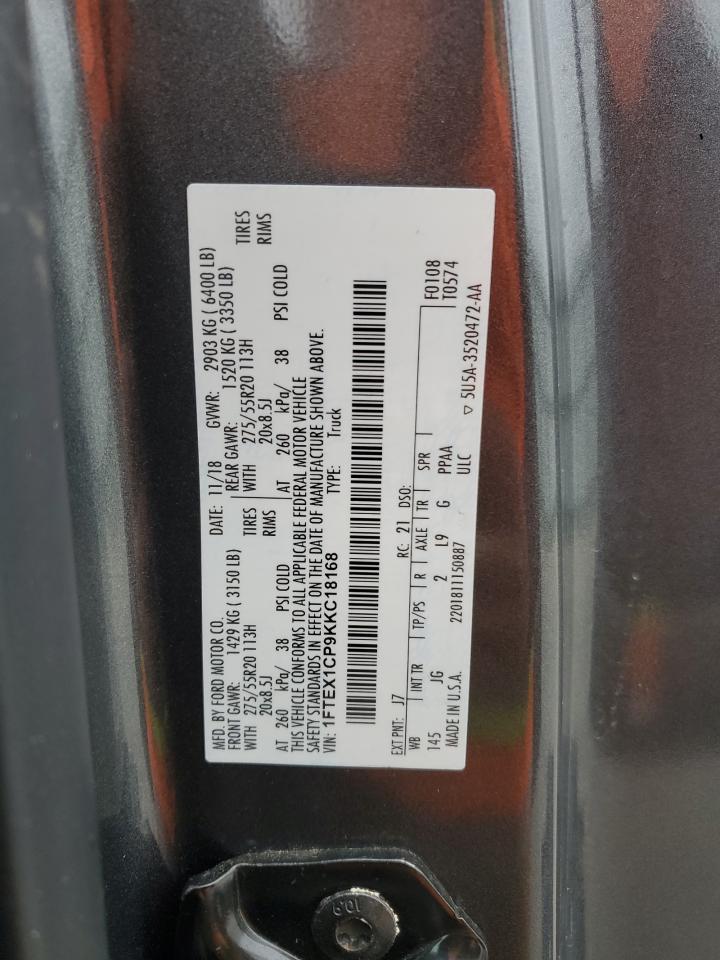 MFD. BY FORD MOTOR CO.
DATE: 11/18 GVWR: 2903 KG ( 6400 LB)
FRONT GAWR: 1429 KG ( 3150 LB) REAR GAWR: 1520 KG ( 3350 LB)
WITH 275/55R20 113H TIRES WITH 275/55R20 113H TIRES
20x8.5J RIMS 20x8.5J RIMS
AT 260 kPa/ 38 PSI COLD AT 260 kPa/ 38 PSI COLD
THIS VEHICLE CONFORMS TO ALL APPLICABLE FEDERAL MOTOR VEHICLE
SAFETY STANDARDS IN EFFECT ON THE DATE OF MANUFACTURE SHOWN ABOVE.
VIN: 1FTEX1CP9KKC18168 TYPE: Truck
EXT PNT: J7 RC: 21 DSO: F0108
WB INT TR TP/PS R AXLE TR SPR T0574
145 JG 2 L9 G PPAA
MADE IN U.S.A. 220181115 0887 ULC ▽ 5U5A-3520472-AA
10.9